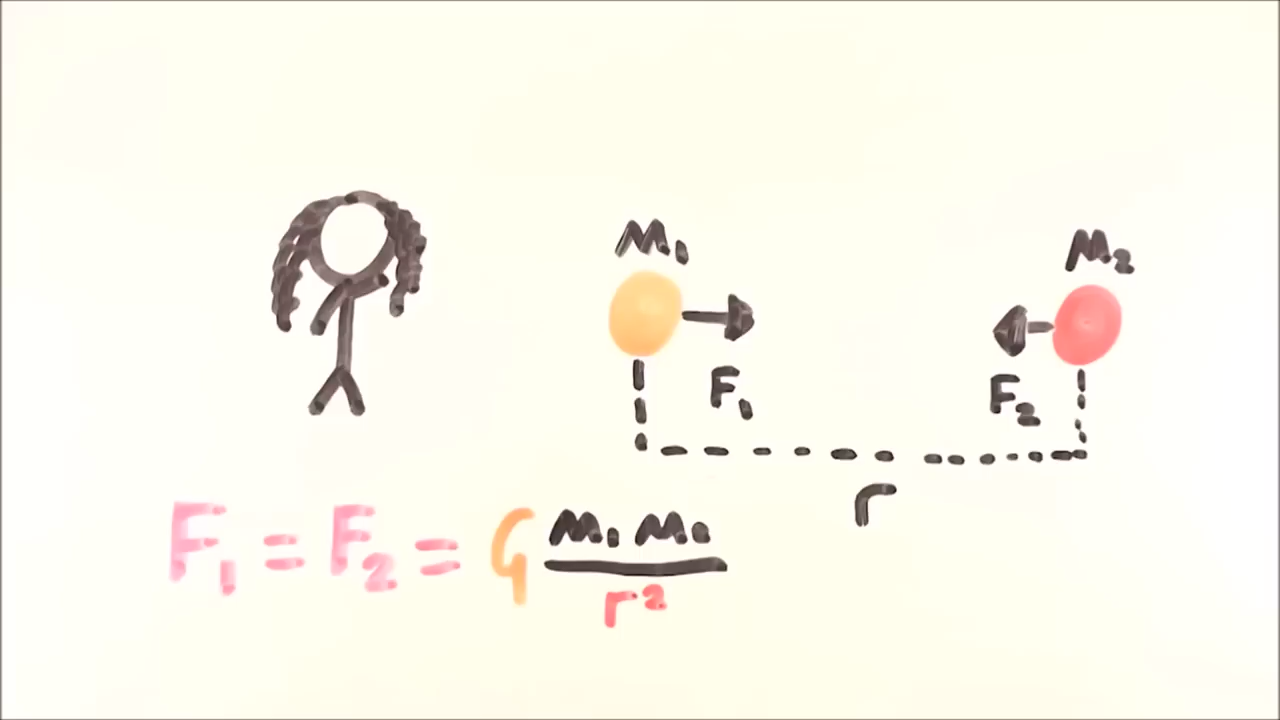 M₁
M₂
F₁
F₂
r
F₁ = F₂ = G M₁ M₂ / r²